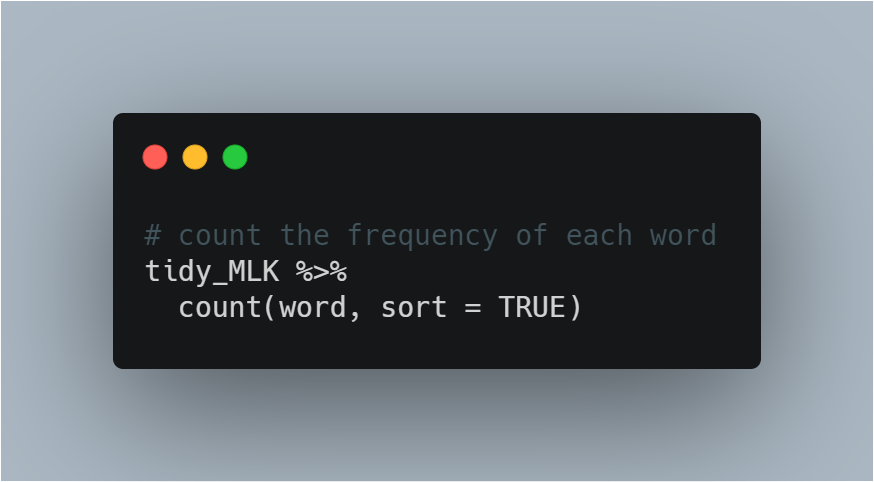 # count the frequency of each word
tidy_MLK %>%
  count(word, sort = TRUE)